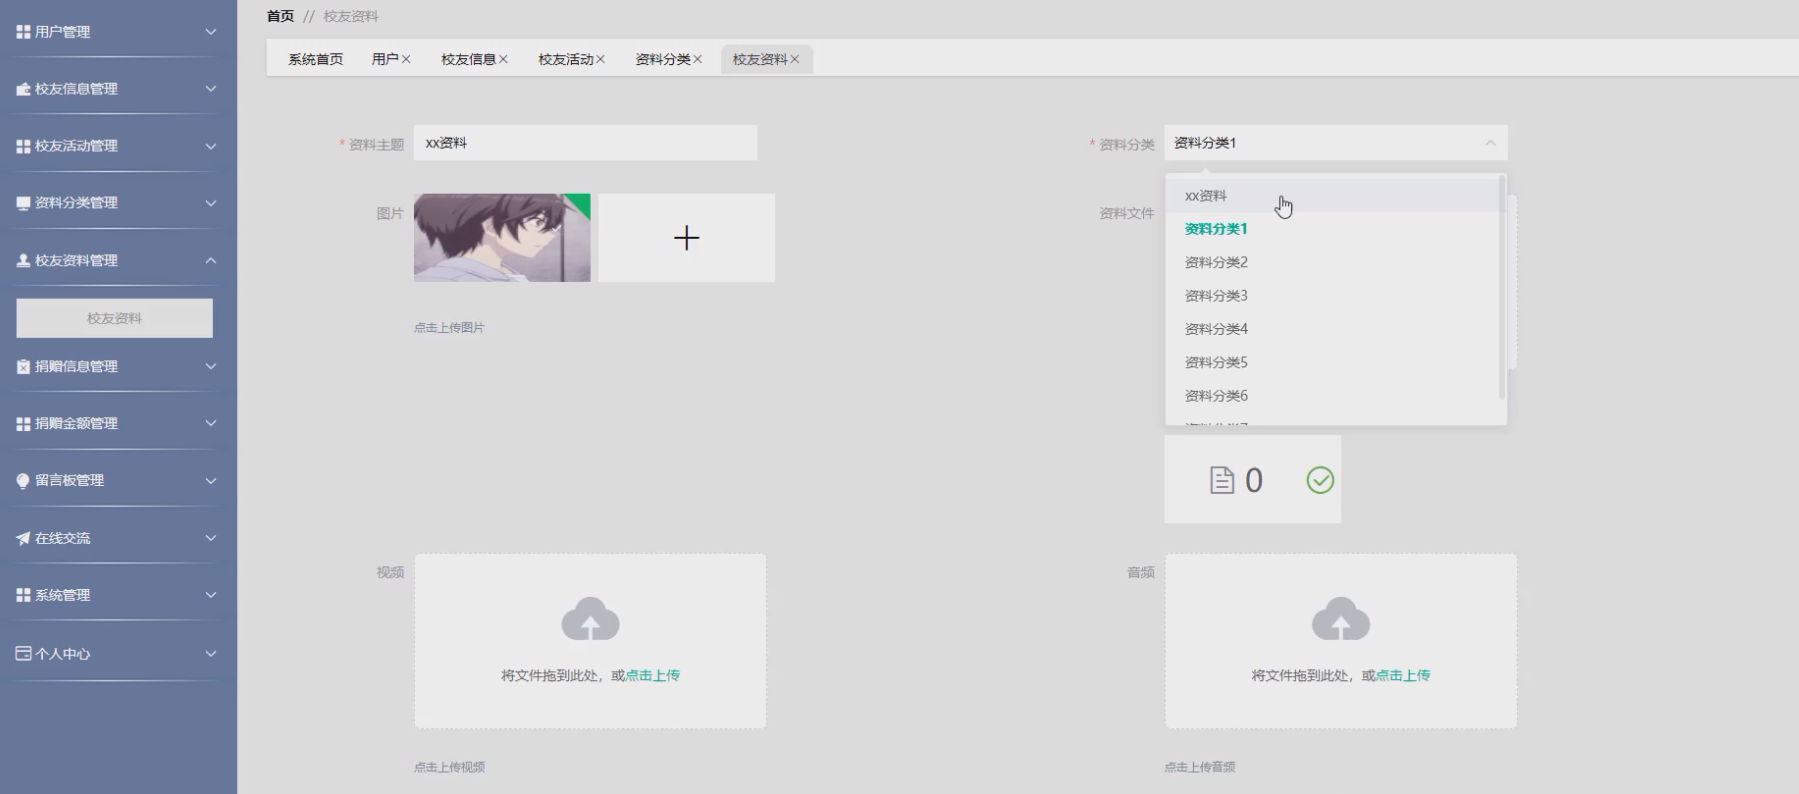 用户管理
校友信息管理
校友活动管理
资料分类管理
校友资料管理
校友资料
捐赠信息管理
捐赠金额管理
留言板管理
在线交流
系统管理
个人中心
首页 // 校友资料
系统首页 用户× 校友信息× 校友活动× 资料分类× 校友资料×
* 资料主题 xx资料
* 资料分类 资料分类1
图片
点击上传图片
资料文件
xx资料
资料分类1
资料分类2
资料分类3
资料分类4
资料分类5
资料分类6
0
视频
将文件拖到此处，或点击上传
点击上传视频
音频
将文件拖到此处，或点击上传
点击上传音频